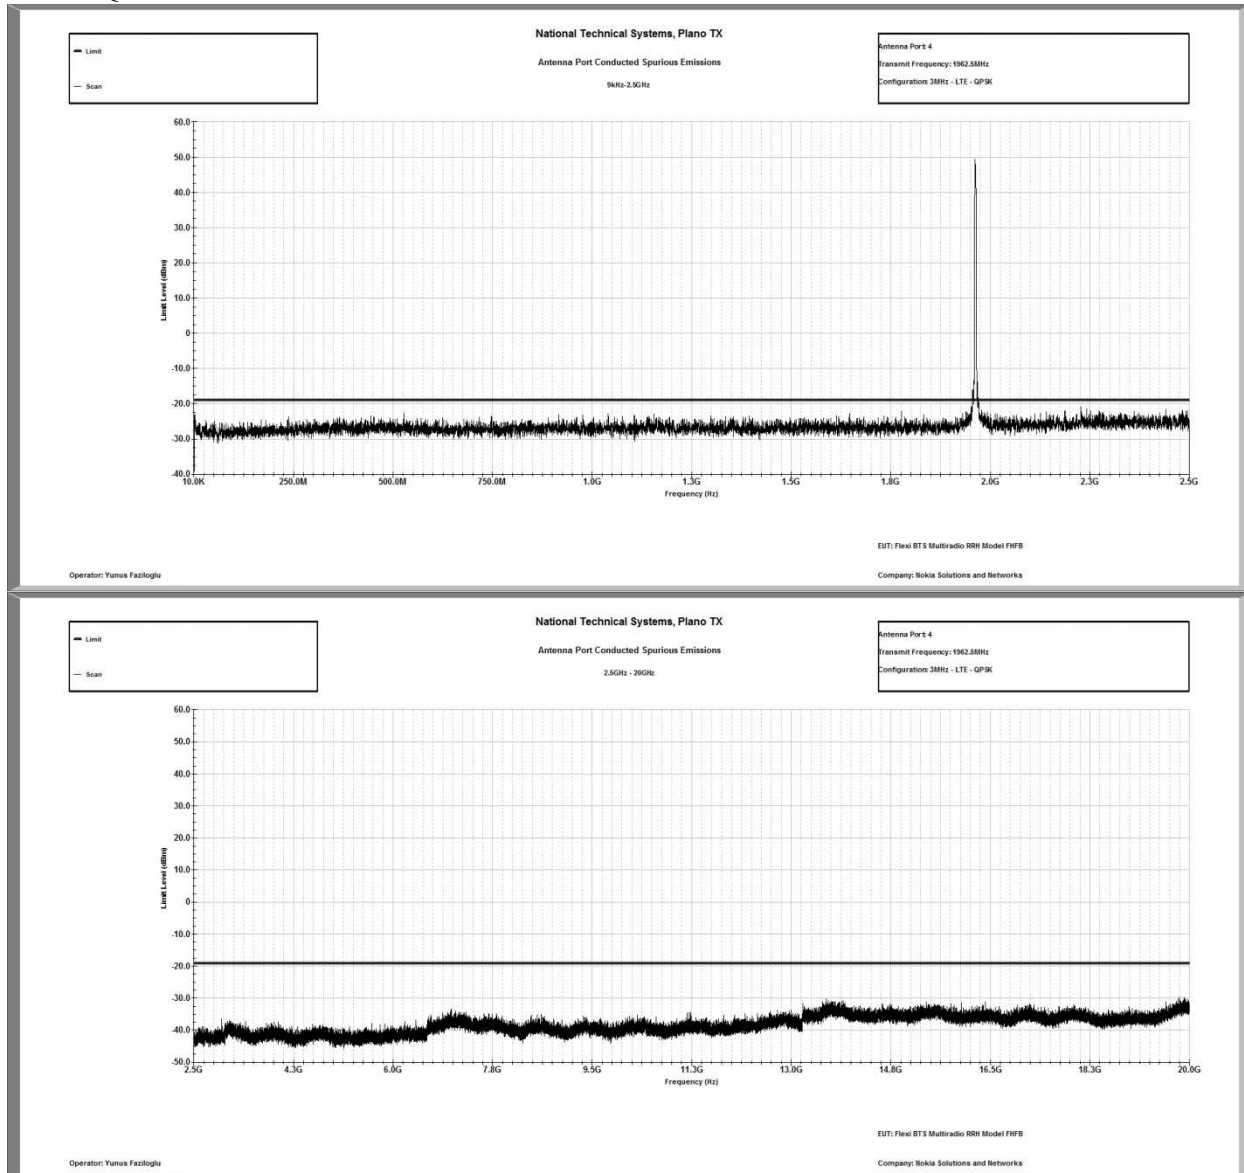 National Technical Systems, Plano TX
Limit
Scan
Antenna Port Conducted Spurious Emissions
9kHz-2.5GHz
Antenna Port 4
Transmit Frequency: 1962.5MHz
Configuration: 3MHz - LTE - QPSK
60.0
50.0
40.0
30.0
20.0
10.0
0
-10.0
-20.0
-30.0
-40.0
Limit Level (dBm)
10.0K 250.0M 500.0M 750.0M 1.0G 1.3G 1.5G 1.8G 2.0G 2.3G 2.5G
Frequency (Hz)
EUT: Flexi BTS Multiradio RRH Model FHFB
Operator: Yunus Faziloglu
Company: Nokia Solutions and Networks
National Technical Systems, Plano TX
Limit
Scan
Antenna Port Conducted Spurious Emissions
2.5GHz - 20GHz
Antenna Port 4
Transmit Frequency: 1962.5MHz
Configuration: 3MHz - LTE - QPSK
60.0
50.0
40.0
30.0
20.0
10.0
0
-10.0
-20.0
-30.0
-40.0
-50.0
Limit Level (dBm)
2.5G 4.3G 6.0G 7.8G 9.5G 11.3G 13.0G 14.8G 16.5G 18.3G 20.0G
Frequency (Hz)
EUT: Flexi BTS Multiradio RRH Model FHFB
Operator: Yunus Faziloglu
Company: Nokia Solutions and Networks